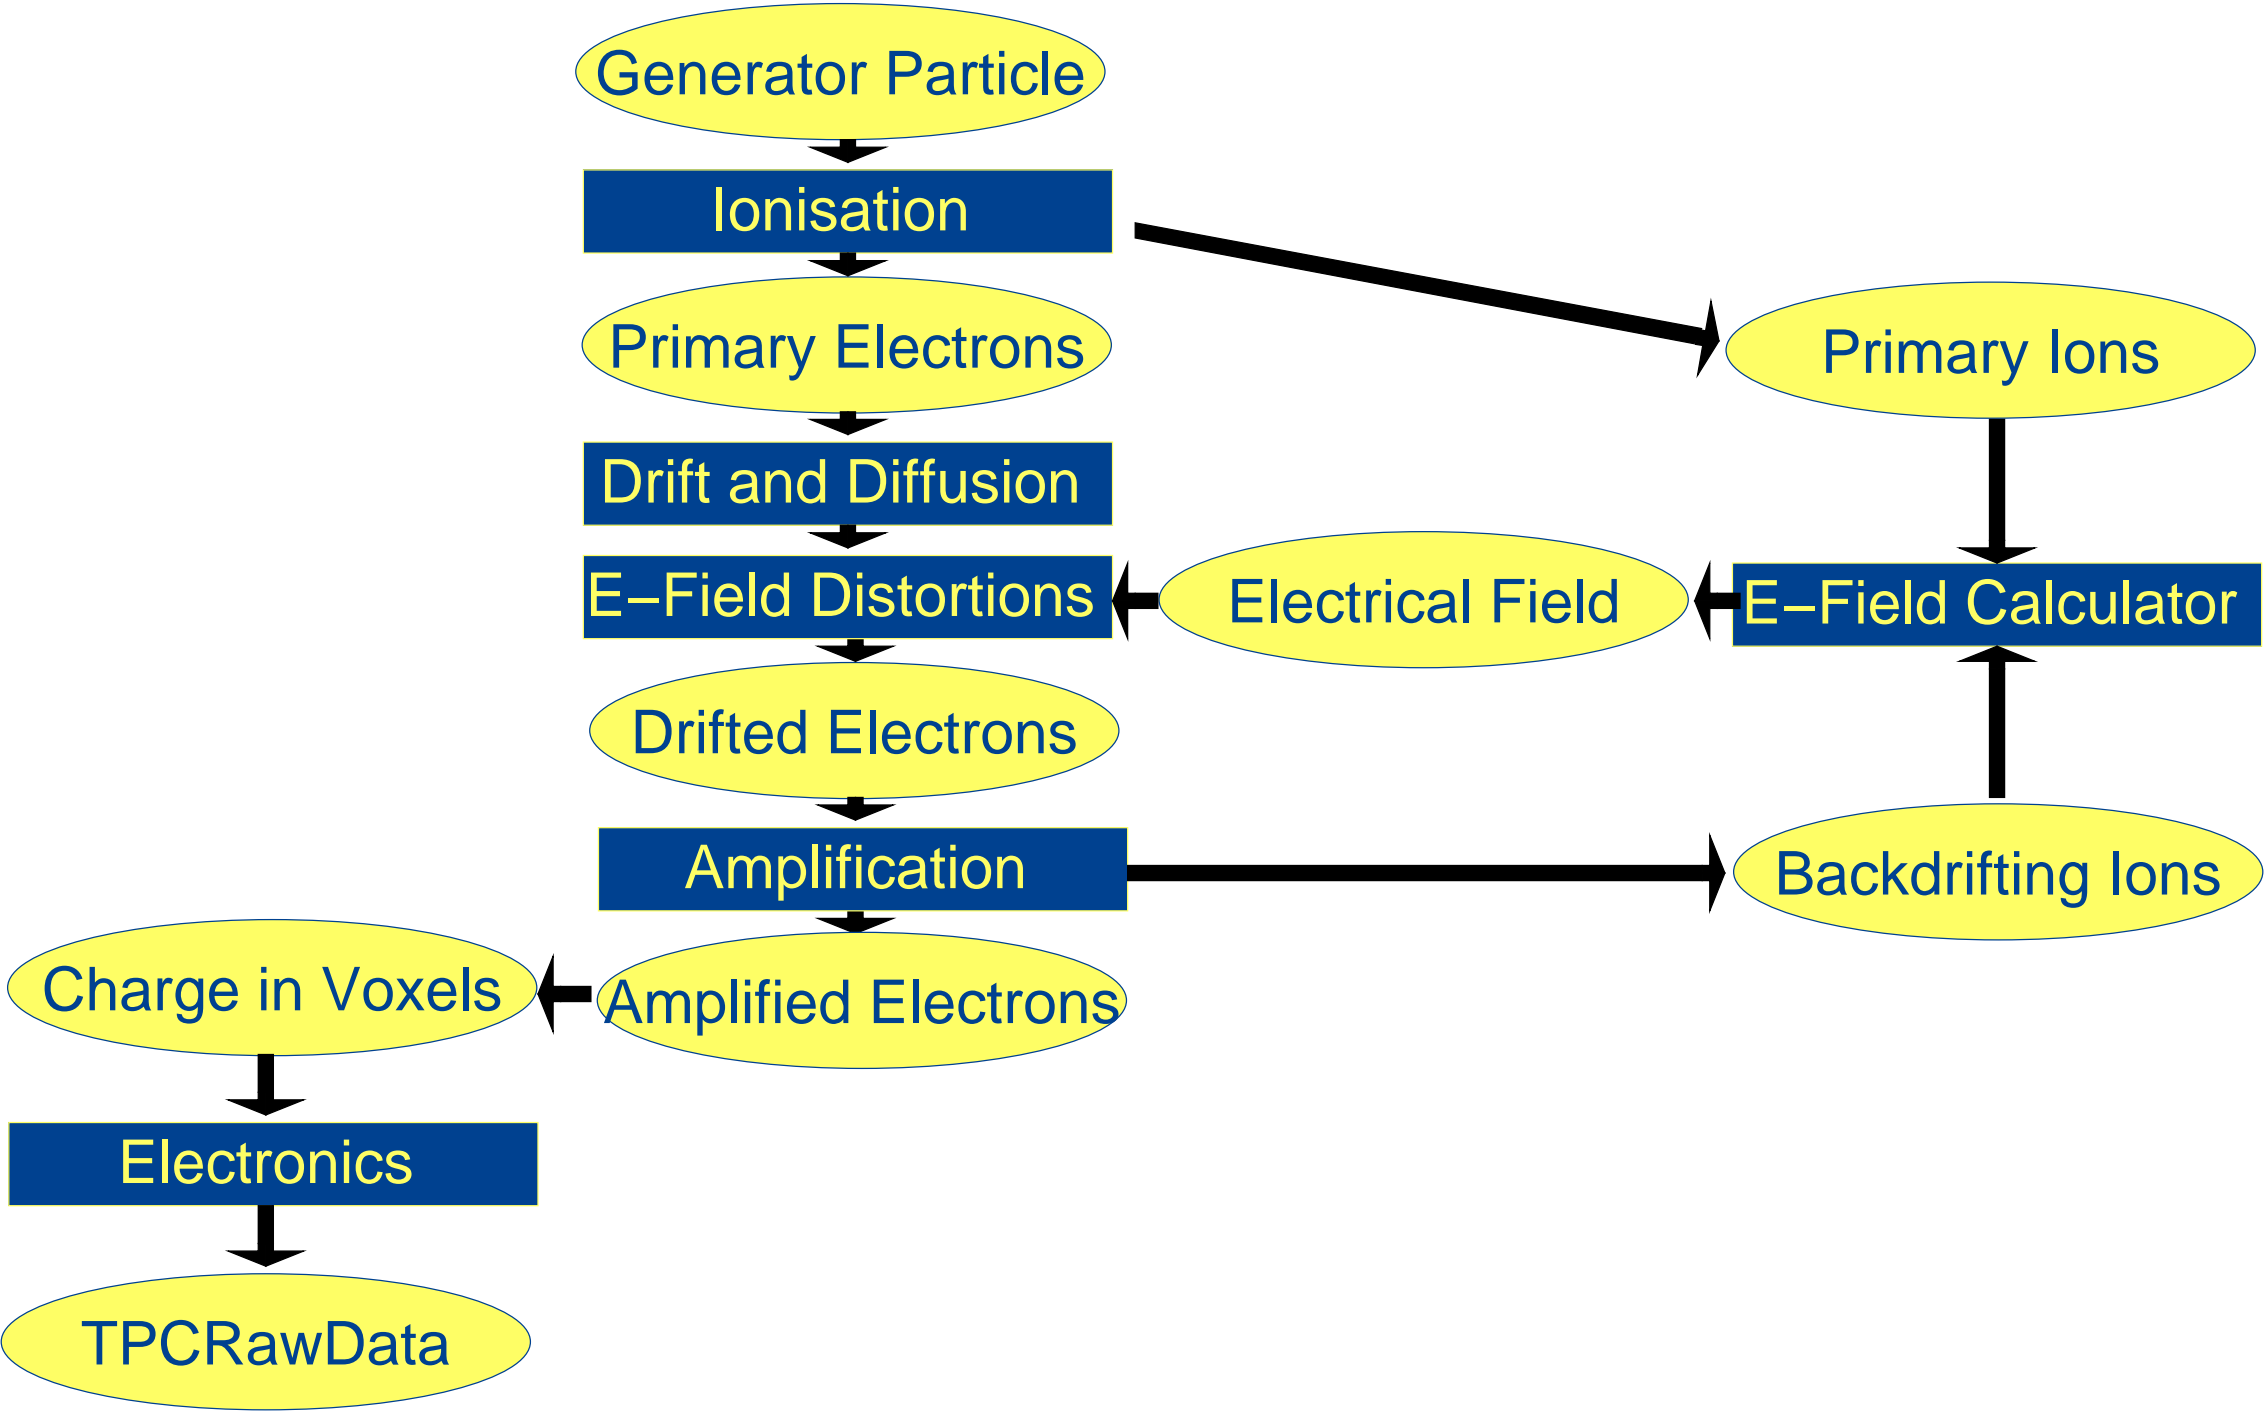 Generator Particle
Ionisation
Primary Electrons
Primary Ions
Drift and Diffusion
E–Field Distortions
Electrical Field
E–Field Calculator
Drifted Electrons
Amplification
Backdrifting Ions
Charge in Voxels
Amplified Electrons
Electronics
TPCRawData